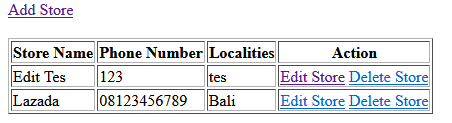 Add Store
Store Name Phone Number Localities Action
Edit Tes 123 tes Edit Store Delete Store
Lazada 08123456789 Bali Edit Store Delete Store